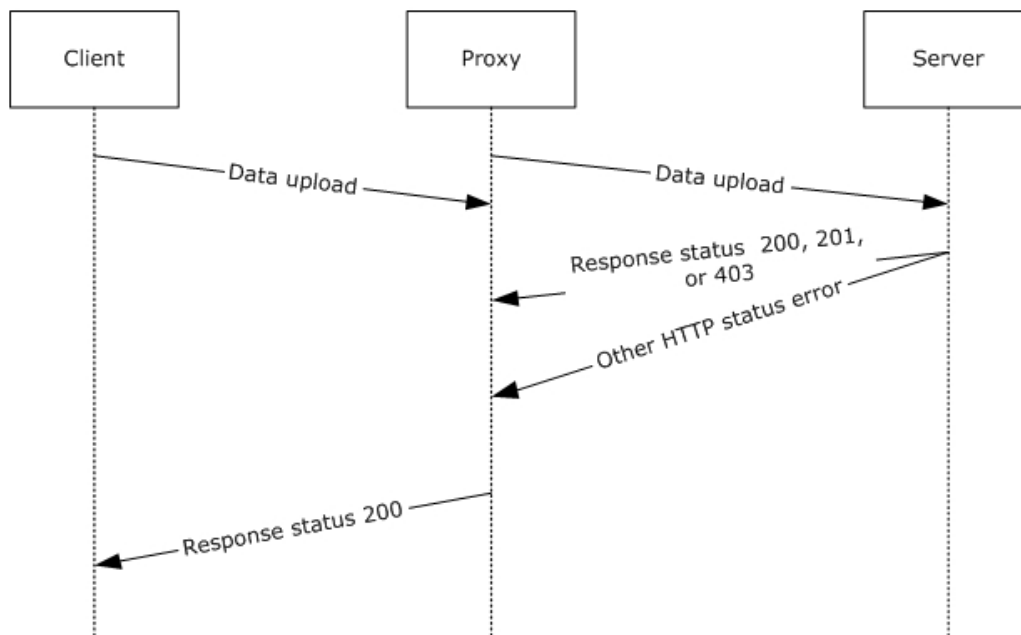 Client
Proxy
Server
Data upload
Data upload
Response status 200, 201,
or 403
Other HTTP status error
Response status 200